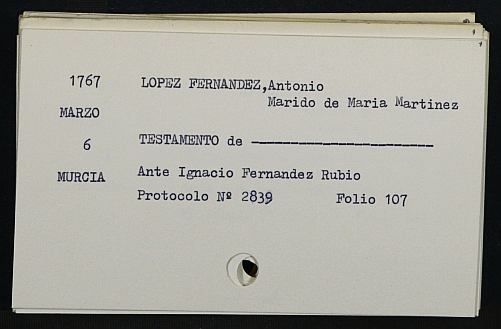 1767 LOPEZ FERNANDEZ,Antonio
Marido de Maria Martinez
MARZO
6 TESTAMENTO de -----------------------
MURCIA Ante Ignacio Fernandez Rubio
Protocolo Nº 2839 Folio 107